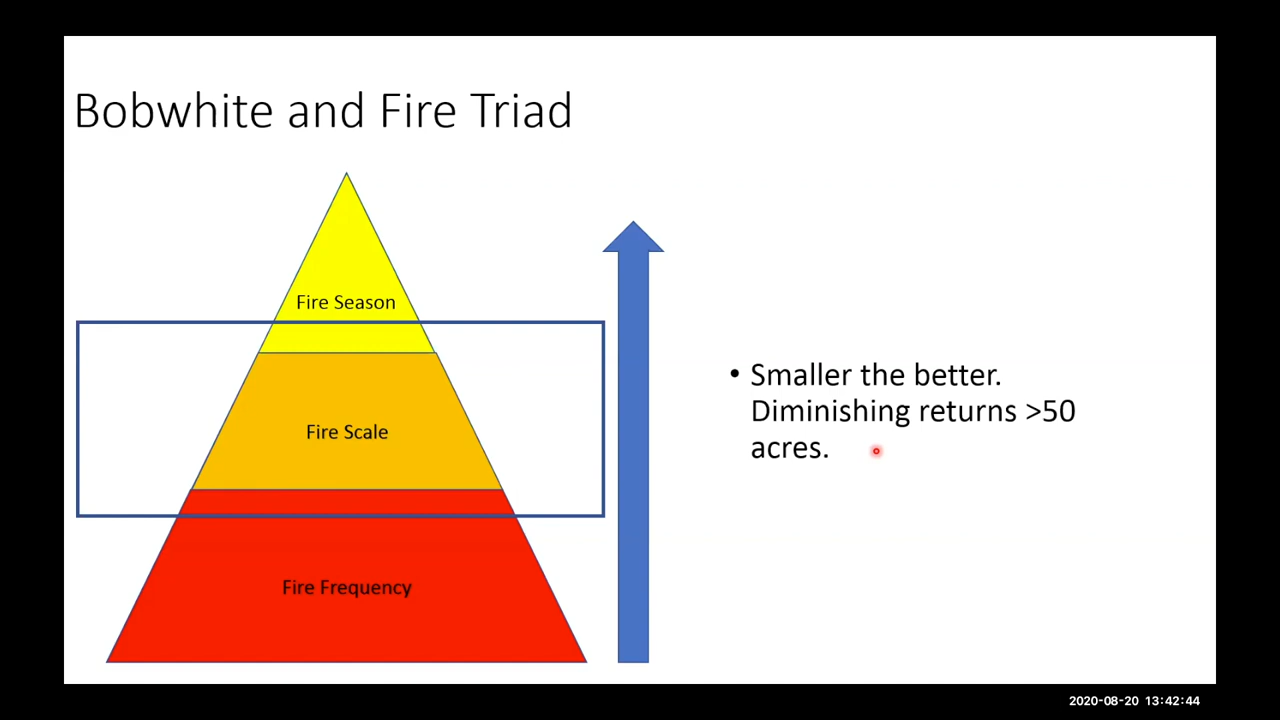 Bobwhite and Fire Triad
Fire Season
Fire Scale
Fire Frequency
• Smaller the better.
Diminishing returns >50
acres.
2020-08-20 13:42:44